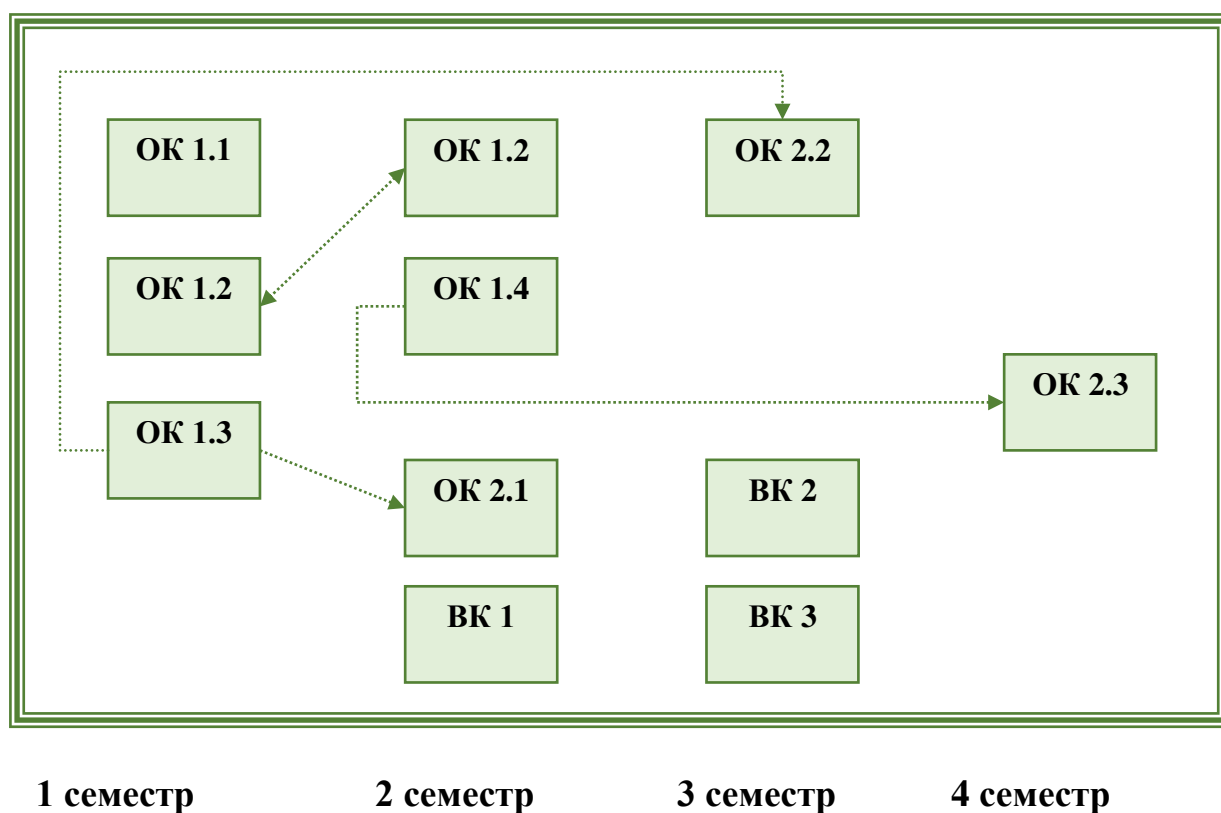 ОК 1.1
ОК 1.2
ОК 2.2
ОК 1.2
ОК 1.4
ОК 2.3
ОК 1.3
ОК 2.1
ВК 2
ВК 1
ВК 3
1 семестр
2 семестр
3 семестр
4 семестр